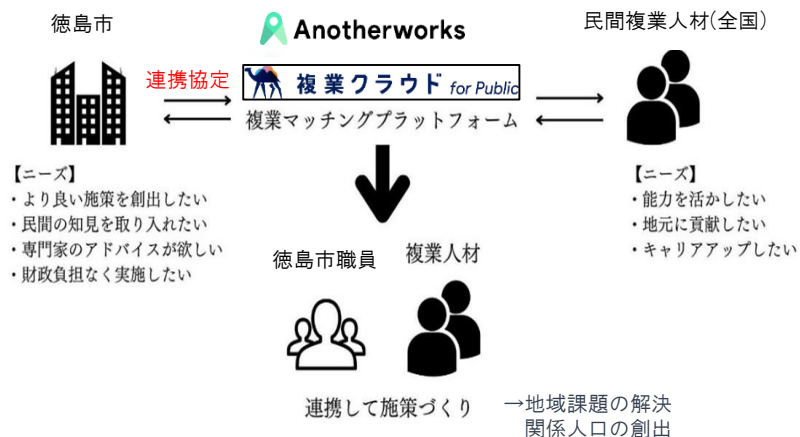 徳島市
Anotherworks
民間複業人材(全国)
連携協定
複業クラウド for Public
複業マッチングプラットフォーム
【ニーズ】
・より良い施策を創出したい
・民間の知見を取り入れたい
・専門家のアドバイスが欲しい
・財政負担なく実施したい
【ニーズ】
・能力を活かしたい
・地元に貢献したい
・キャリアアップしたい
徳島市職員
複業人材
連携して施策づくり
→地域課題の解決
関係人口の創出